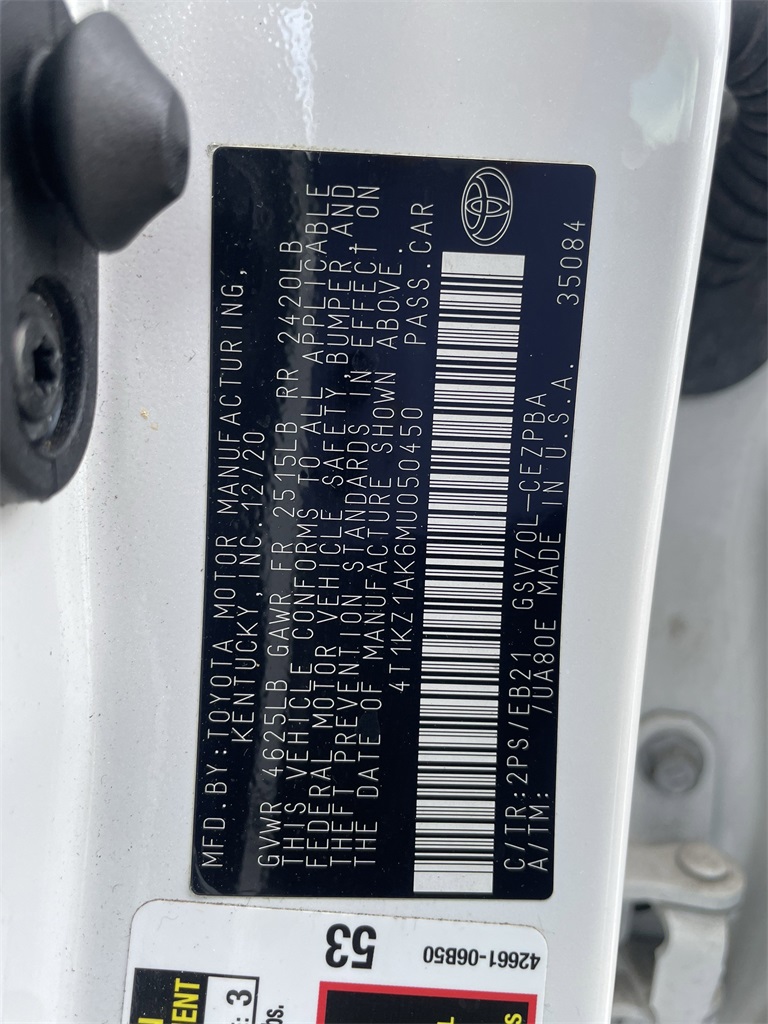 MFD.BY:TOYOTA MOTOR MANUFACTURING,
KENTUCKY,INC.12/20
GVWR 4625LB GAWR FR 2515LB RR 2420LB
THIS VEHICLE CONFORMS TO ALL APPLICABLE
FEDERAL MOTOR VEHICLE SAFETY,BUMPER,AND
THEFT PREVENTION STANDARDS IN EFFECT ON
THE DATE OF MANUFACTURE SHOWN ABOVE.
4T1KZ1AK6MU050450 PASS.CAR
C/TR:2PS/EB21 GSV70L-CEZPBA
A/TM: /UA80E MADE IN U.S.A. 35084
53
42661-06B50
3